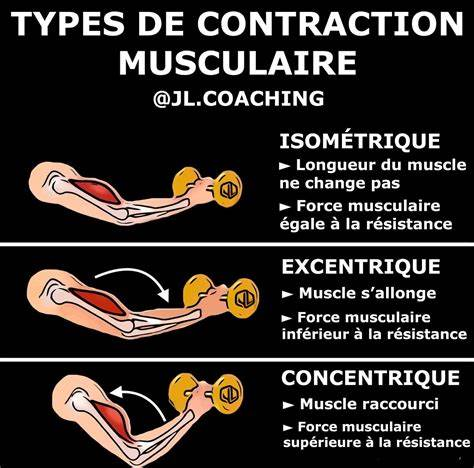 TYPES DE CONTRACTION
MUSCULAIRE
@JL.COACHING
ISOMÉTRIQUE
► Longueur du muscle
ne change pas
► Force musculaire
égale à la résistance
EXCENTRIQUE
► Muscle s’allonge
► Force musculaire
inférieur à la résistance
CONCENTRIQUE
► Muscle raccourci
► Force musculaire
supérieure à la résistance